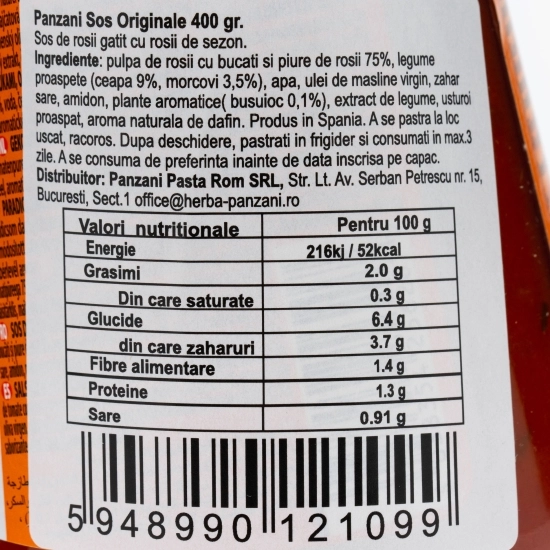 Panzani Sos Originale 400 gr.
Sos de rosii gatit cu rosii de sezon.
Ingrediente: pulpa de rosii cu bucati si piure de rosii 75%, legume
proaspete (ceapa 9%, morcovi 3,5%), apa, ulei de masline virgin, zahar
sare, amidon, plante aromatice( busuioc 0,1%), extract de legume, usturoi
proaspat, aroma naturala de dafin. Produs in Spania. A se pastra la loc
uscat, racoros. Dupa deschidere, pastrati in frigider si consumati in max.3
zile. A se consuma de preferinta inainte de data inscrisa pe capac.
Distribuitor: Panzani Pasta Rom SRL, Str. Lt. Av. Serban Petrescu nr. 15,
Bucuresti, Sect.1 office@herba-panzani.ro
Valori nutritionale Pentru 100 g
Energie 216kj / 52kcal
Grasimi 2.0 g
Din care saturate 0.3 g
Glucide 6.4 g
din care zaharuri 3.7 g
Fibre alimentare 1.4 g
Proteine 1.3 g
Sare 0.91 g
5 948990 121099